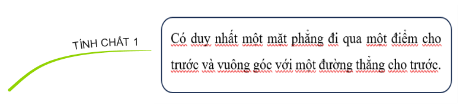 TÍNH CHẤT 1
Có duy nhất một mặt phẳng đi qua một điểm cho
trước và vuông góc với một đường thẳng cho trước.